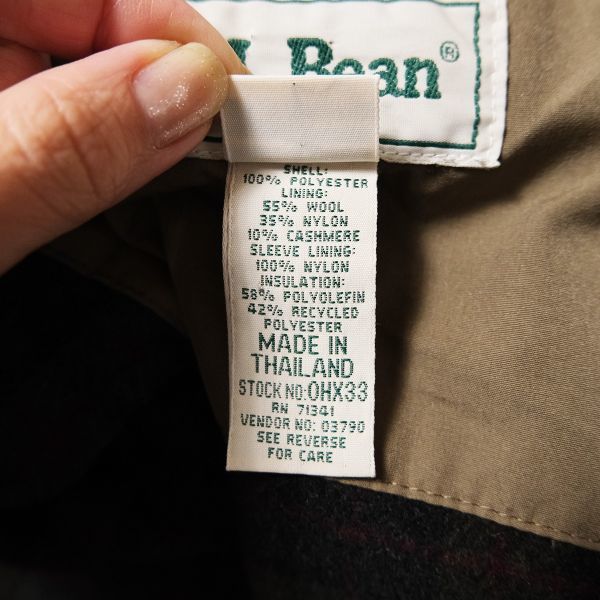 Bean®
SHELL:
100% POLYESTER
LINING:
55% WOOL
35% NYLON
10% CASHMERE
SLEEVE LINING:
100% NYLON
INSULATION:
58% POLYOLEFIN
42% RECYCLED
POLYESTER
MADE IN
THAILAND
STOCK NO:OHX33
RN 71341
VENDOR NO: 03790
SEE REVERSE
FOR CARE